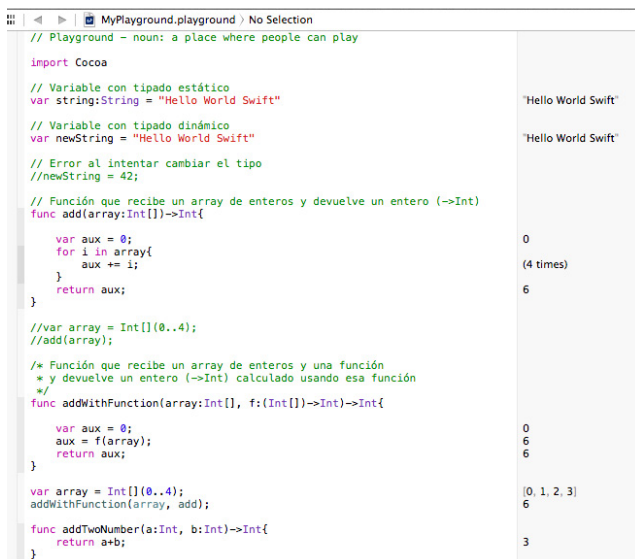 MyPlayground.playground › No Selection
// Playground - noun: a place where people can play
import Cocoa
// Variable con tipado estático
var string:String = "Hello World Swift" "Hello World Swift"
// Variable con tipado dinámico
var newString = "Hello World Swift" "Hello World Swift"
// Error al intentar cambiar el tipo
//newString = 42;
// Función que recibe un array de enteros y devuelve un entero (->Int)
func add(array:Int[])->Int{
var aux = 0; 0
for i in array{
aux += i; (4 times)
}
return aux; 6
}
//var array = Int[](0..4);
//add(array);
/* Función que recibe un array de enteros y una función
* y devuelve un entero (->Int) calculado usando esa función
*/
func addWithFunction(array:Int[], f:(Int[])->Int)->Int{
var aux = 0; 0
aux = f(array); 6
return aux; 6
}
var array = Int[](0..4); [0, 1, 2, 3]
addWithFunction(array, add); 6
func addTwoNumber(a:Int, b:Int)->Int{
return a+b; 3
}